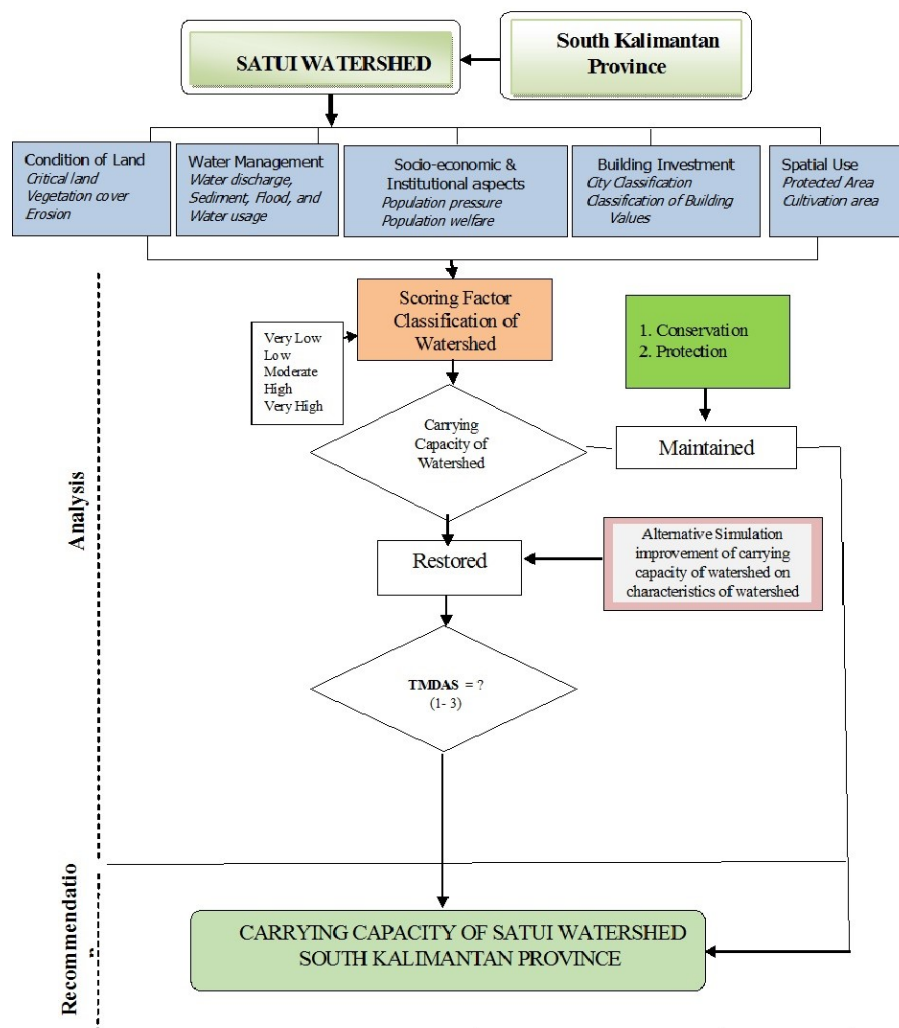 SATUI WATERSHED
South Kalimantan
Province
Condition of Land
Critical land
Vegetation cover
Erosion
Water Management
Water discharge,
Sediment, Flood, and
Water usage
Socio-economic &
Institutional aspects
Population pressure
Population welfare
Building Investment
City Classification
Classification of Building
Values
Spatial Use
Protected Area
Cultivation area
Analysis
Scoring Factor
Classification of
Watershed
Very Low
Low
Moderate
High
Very High
1. Conservation
2. Protection
Carrying
Capacity of
Watershed
Maintained
Restored
Alternative Simulation
improvement of carrying
capacity of watershed on
characteristics of watershed
TMDAS = ?
(1- 3)
Recommendatio
n
CARRYING CAPACITY OF SATUI WATERSHED
SOUTH KALIMANTAN PROVINCE